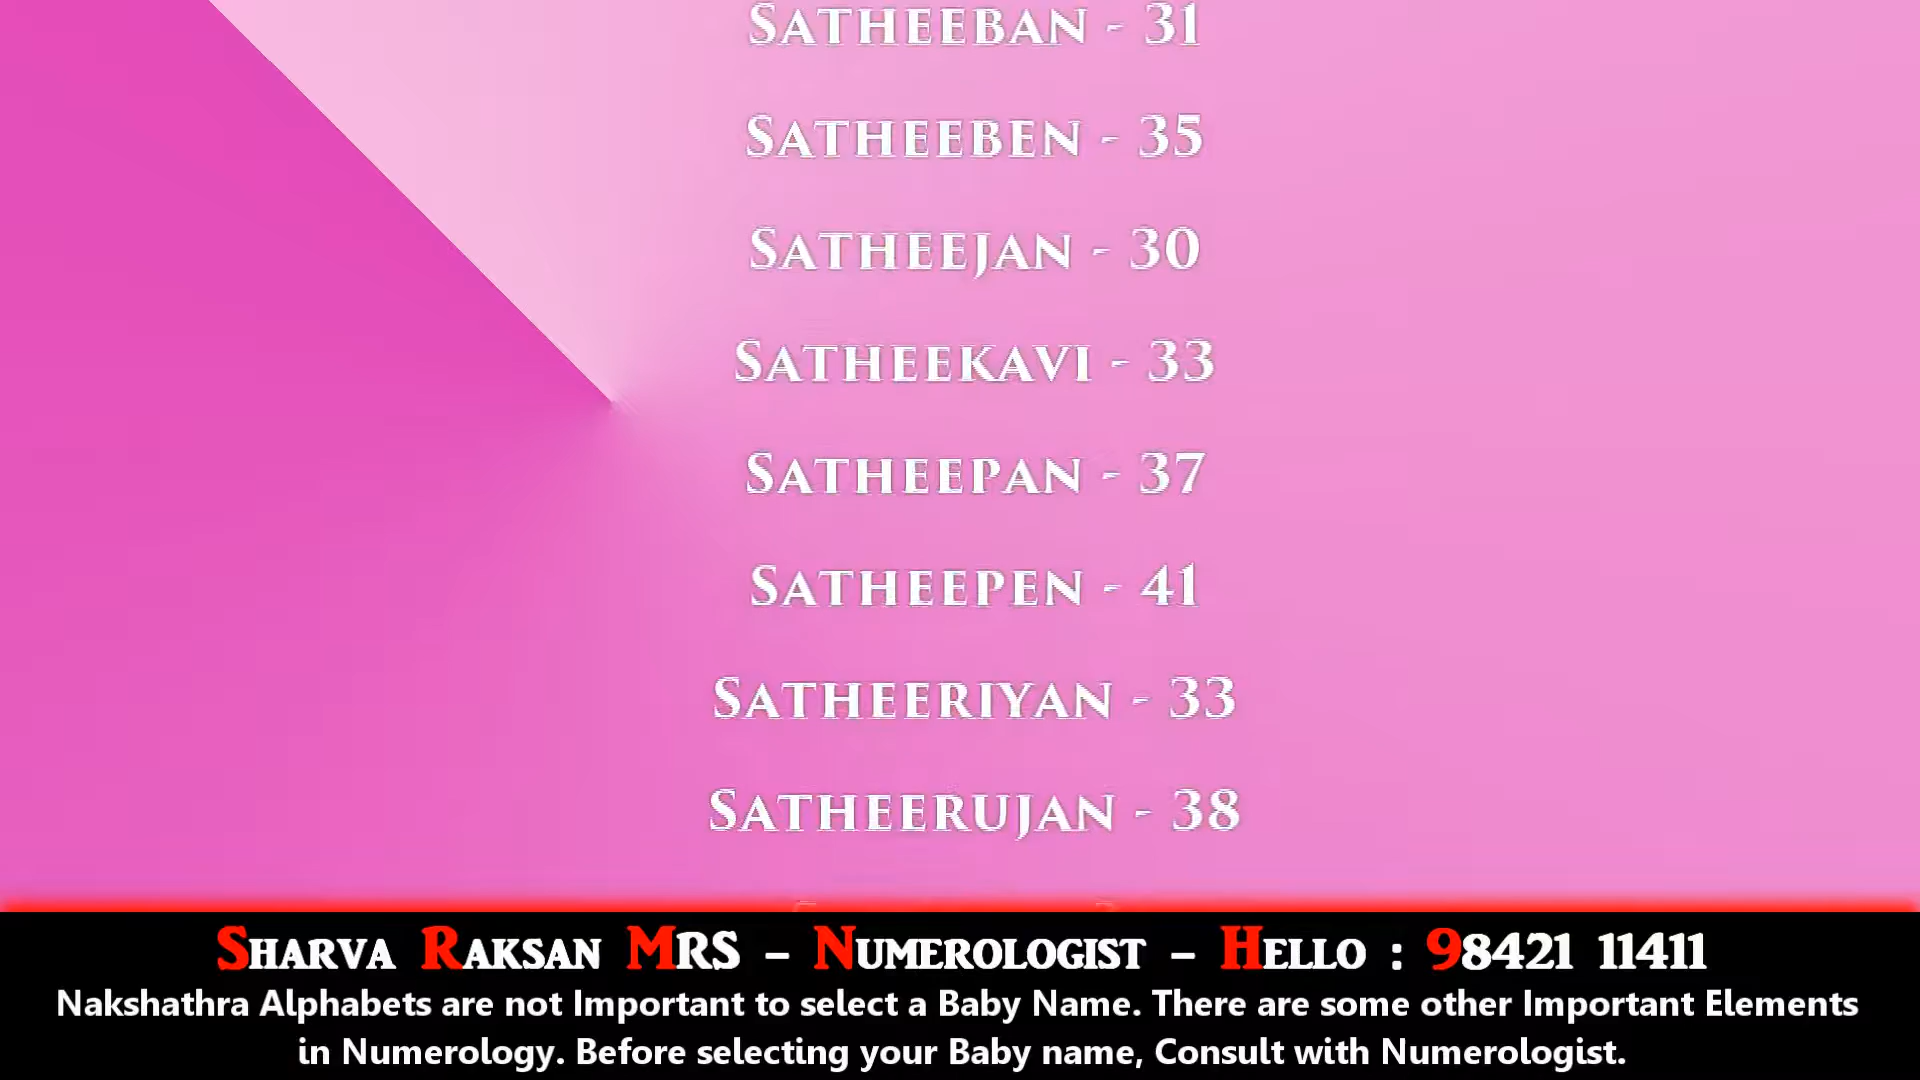 Satheeban - 31
Satheeben - 35
Satheejan - 30
Satheekavi - 33
Satheepan - 37
Satheepen - 41
Satheeriyan - 33
Satheerujan - 38
Sharva Raksan MRS – Numerologist – Hello : 98421 11411
Nakshathra Alphabets are not Important to select a Baby Name. There are some other Important Elements
in Numerology. Before selecting your Baby name, Consult with Numerologist.